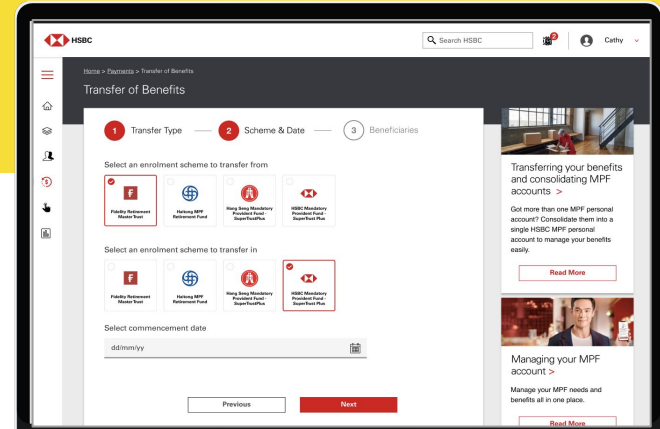 HSBC
Search HSBC
2
Cathy
Home > Payments > Transfer of Benefits
Transfer of Benefits
1 Transfer Type
2 Scheme & Date
3 Beneficiaries
Select an enrolment scheme to transfer from
Fidelity Retirement
Master Trust
Haitong MPF
Retirement Fund
Hang Seng Mandatory
Provident Fund -
SuperTrustPlus
HSBC Mandatory
Provident Fund -
SuperTrust Plus
Select an enrolment scheme to transfer in
Fidelity Retirement
Master Trust
Haitong MPF
Retirement Fund
Hang Seng Mandatory
Provident Fund -
SuperTrustPlus
HSBC Mandatory
Provident Fund -
SuperTrust Plus
Select commencement date
dd/mm/yy
Previous
Next
Transferring your benefits
and consolidating MPF
accounts >
Got more than one MPF personal
account? Consolidate them into a
single HSBC MPF personal
account to manage your benefits
easily.
Read More
Managing your MPF
account >
Manage your MPF needs and
benefits all in one place.
Read More